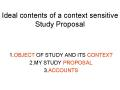 Ideal contents of a context sensitive
Study Proposal
1.OBJECT OF STUDY AND ITS CONTEXT
2.MY STUDY PROPOSAL
3.ACCOUNTS